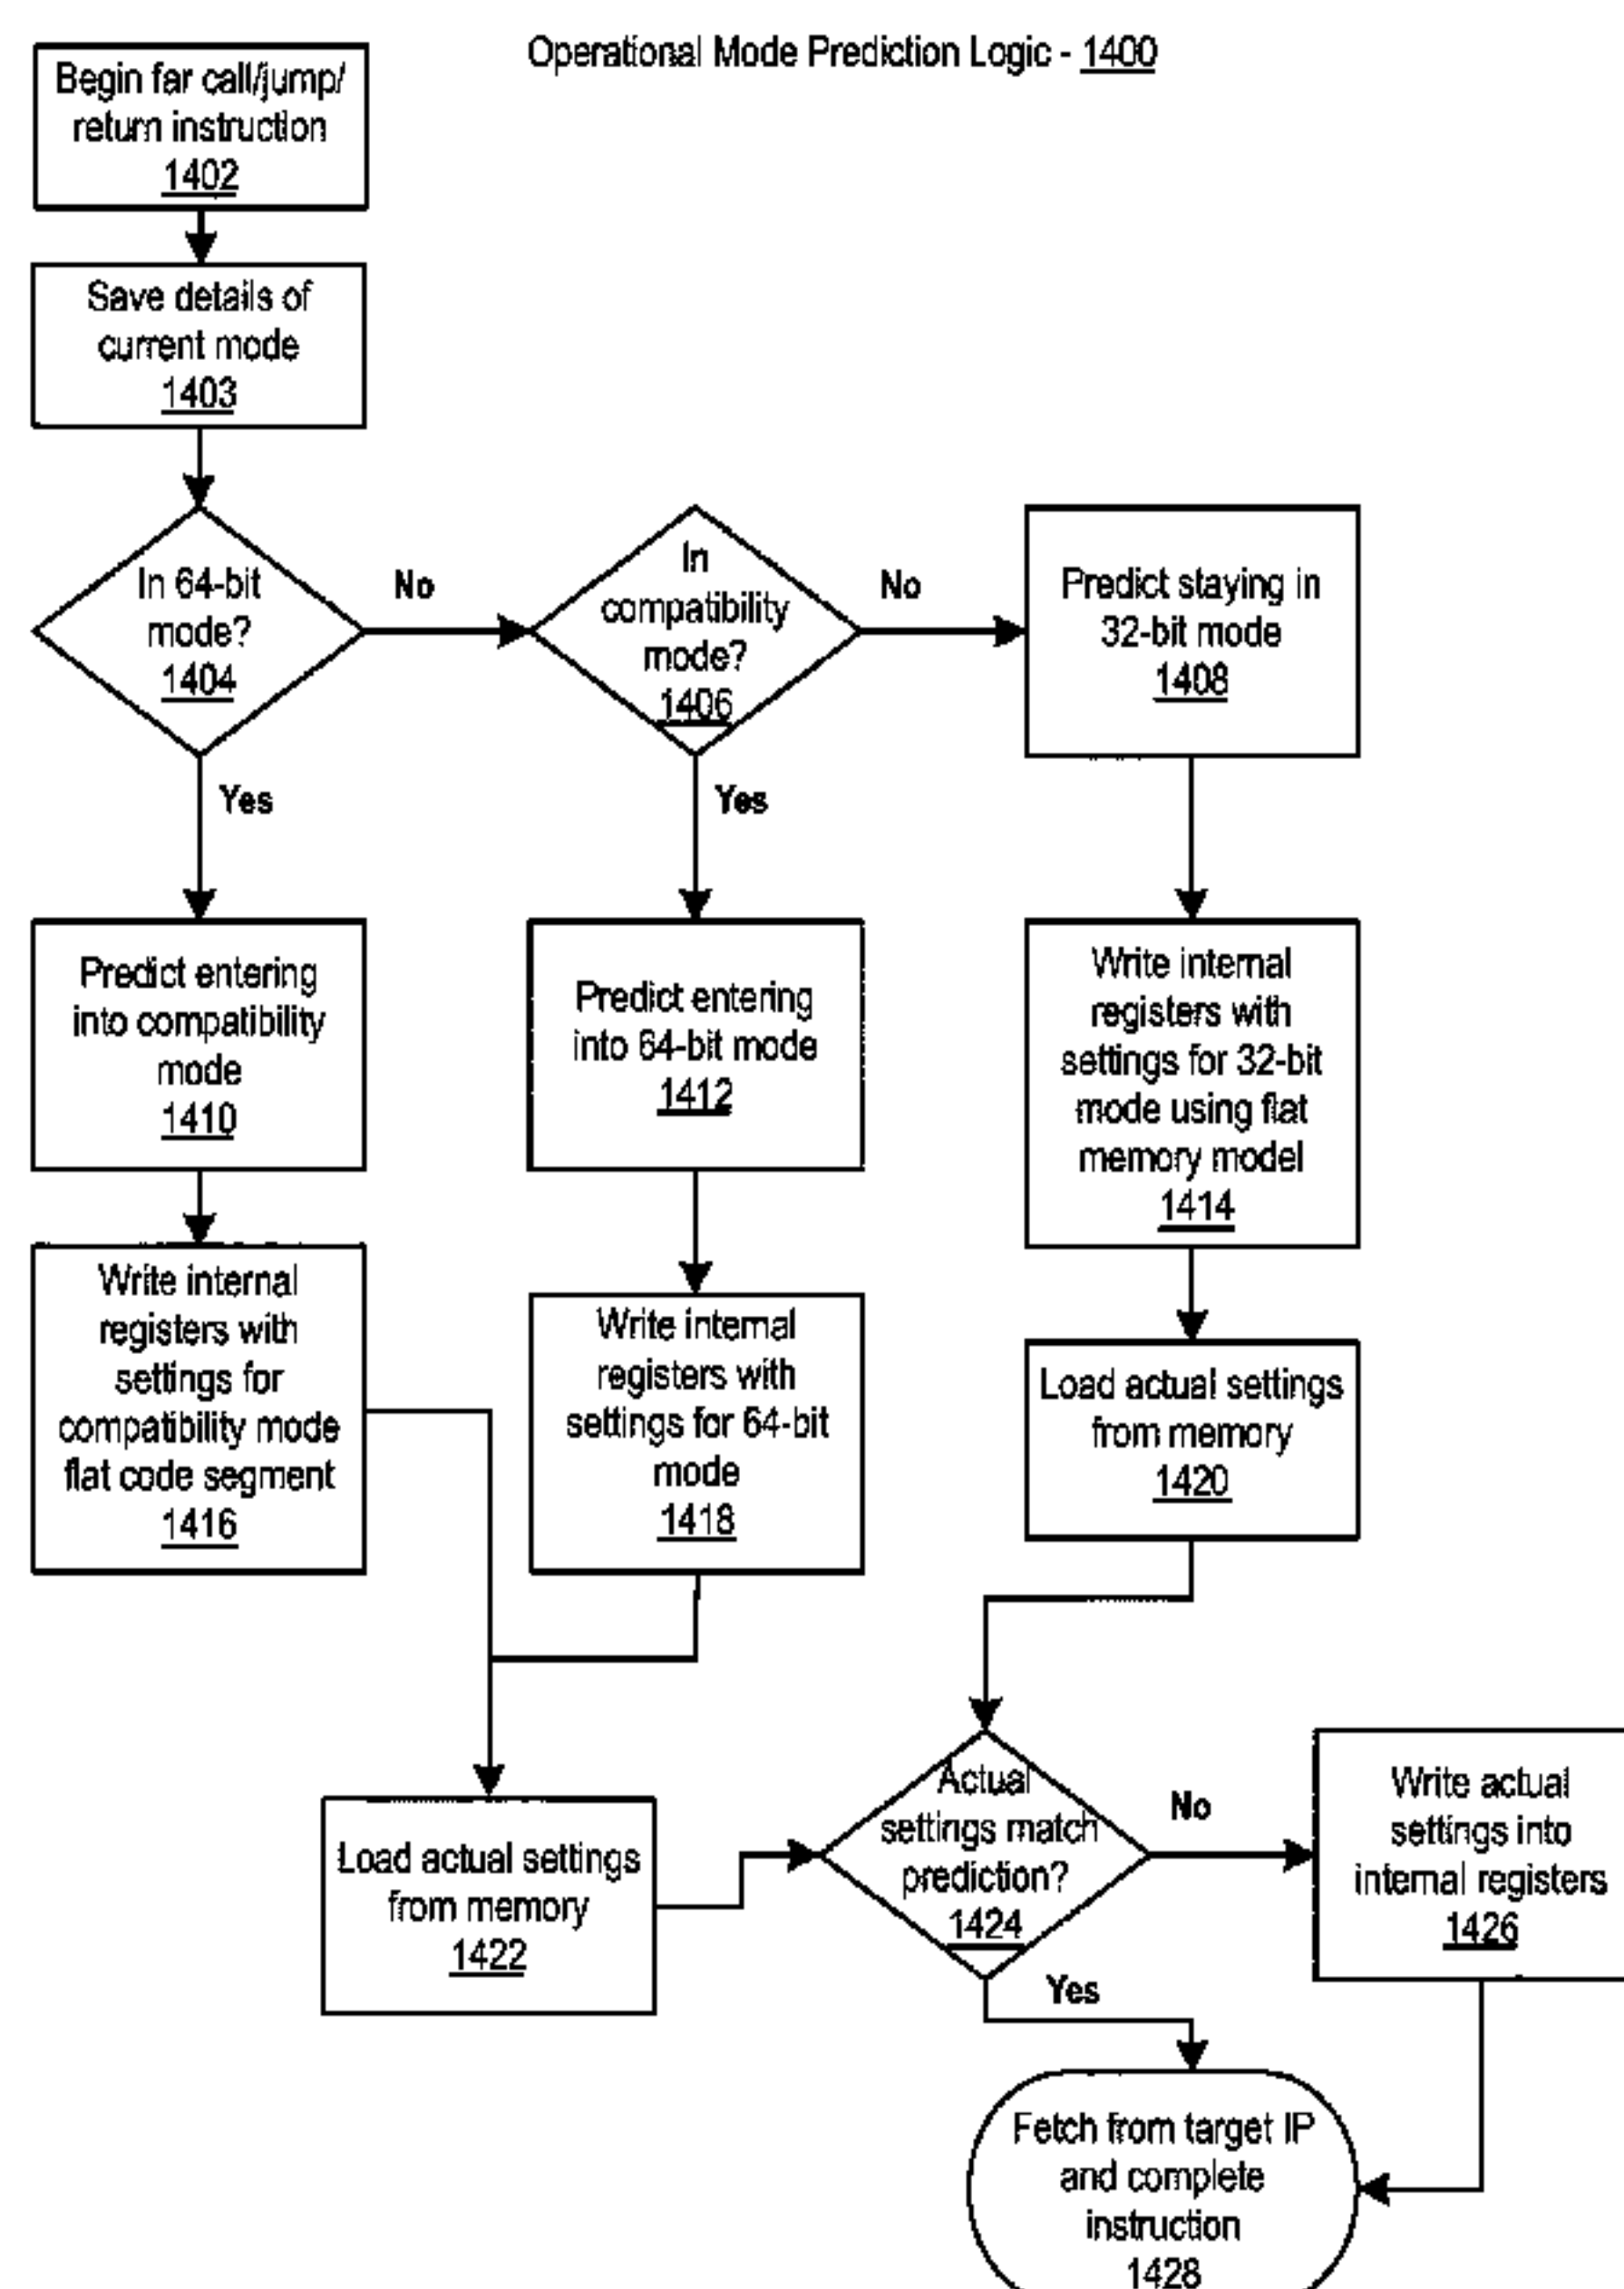 Operational Mode Prediction Logic - 1400
Begin far call/jump/
return instruction
1402
Save details of
current mode
1403
In 64-bit
mode?
1404
No
In
compatibility
mode?
1406
No
Predict staying in
32-bit mode
1408
Yes
Yes
Predict entering
into compatibility
mode
1410
Predict entering
into 64-bit mode
1412
Write internal
registers with
settings for 32-bit
mode using flat
memory model
1414
Write internal
registers with
settings for
compatibility mode
flat code segment
1416
Write internal
registers with
settings for 64-bit
mode
1418
Load actual settings
from memory
1420
Load actual settings
from memory
1422
Actual
settings match
prediction?
1424
No
Write actual
settings into
internal registers
1426
Yes
Fetch from target IP
and complete
instruction
1428